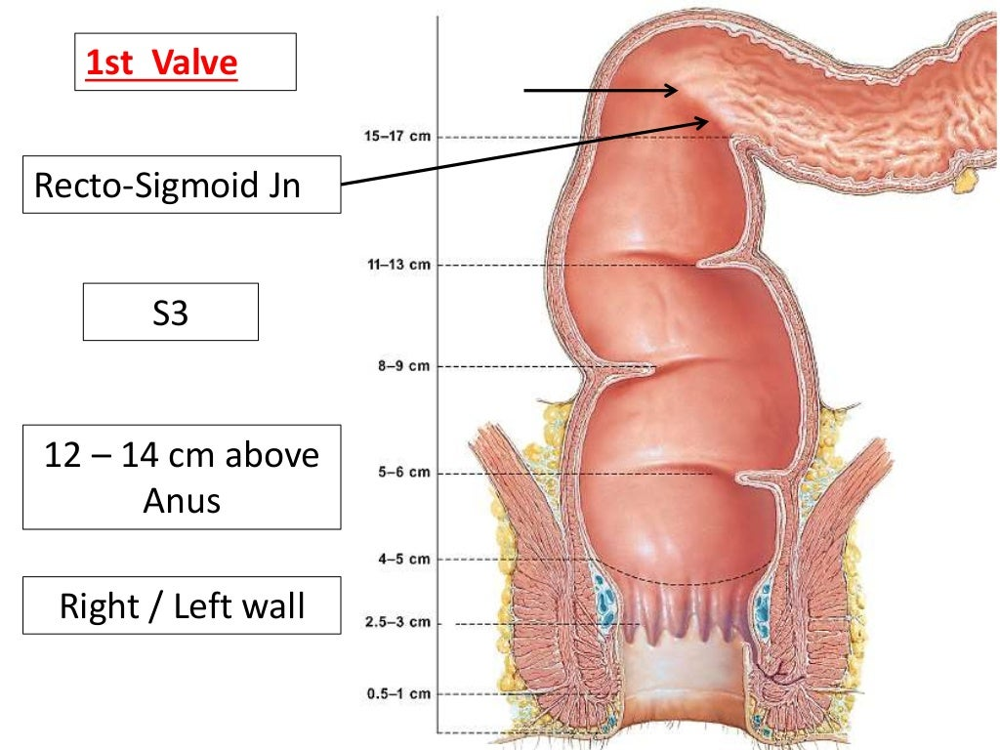 1st Valve
15–17 cm
Recto-Sigmoid Jn
11–13 cm
S3
8–9 cm
12 – 14 cm above
Anus
5–6 cm
4–5 cm
Right / Left wall
2.5–3 cm
0.5–1 cm